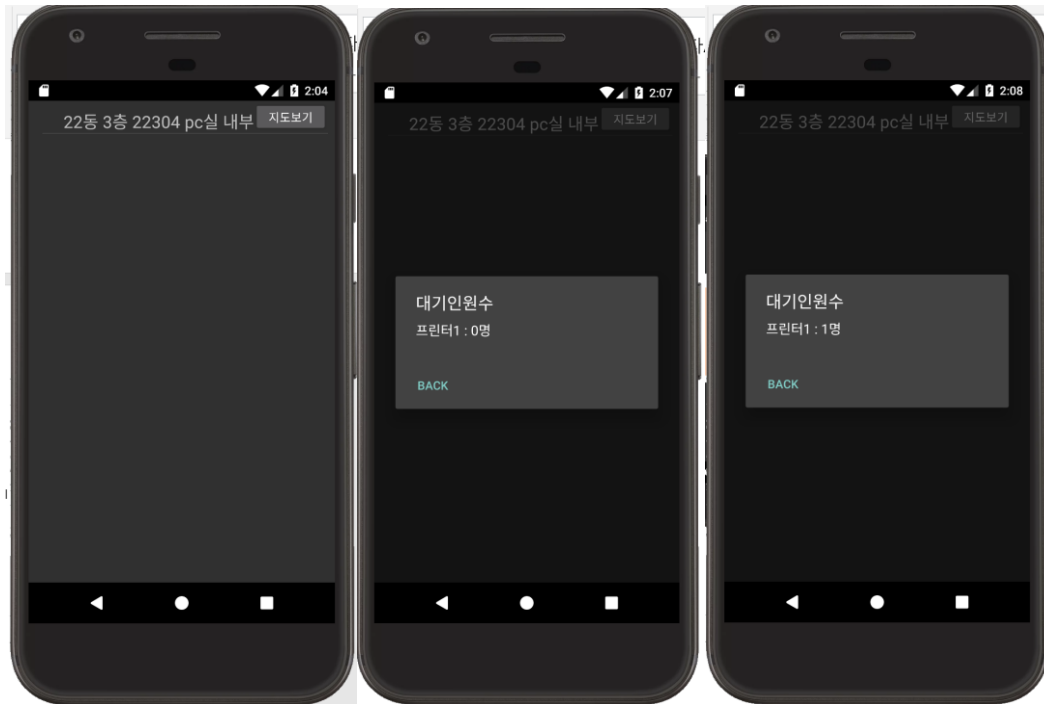 2:04
22동 3층 22304 pc실 내부
지도보기
2:07
22동 3층 22304 pc실 내부
지도보기
대기인원수
프린터1 : 0명
BACK
2:08
22동 3층 22304 pc실 내부
지도보기
대기인원수
프린터1 : 1명
BACK